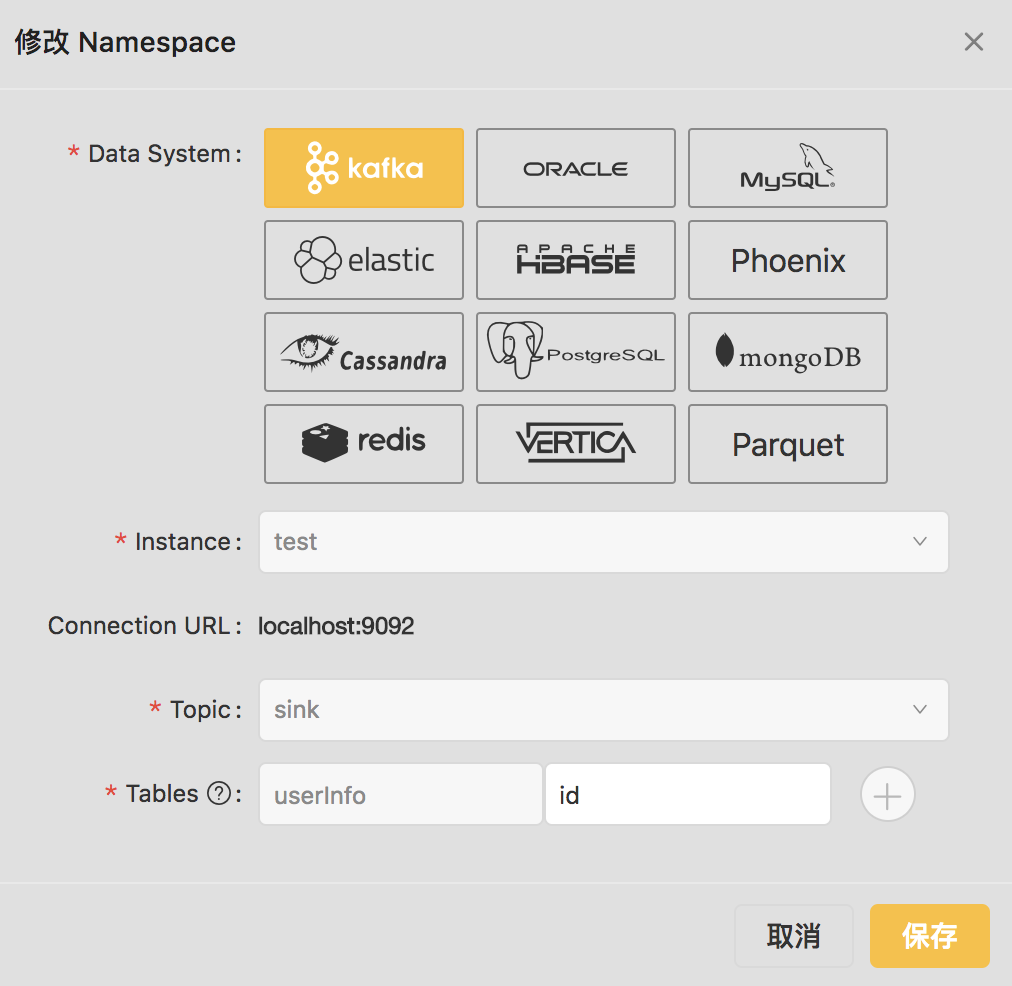 修改 Namespace
* Data System :
kafka
ORACLE
MySQL®
elastic
APACHE
HBASE
Phoenix
Cassandra
PostgreSQL
mongoDB
redis
VERTICA
Parquet
* Instance :
test
Connection URL :
localhost:9092
* Topic :
sink
* Tables ? :
userInfo
id
取消
保存